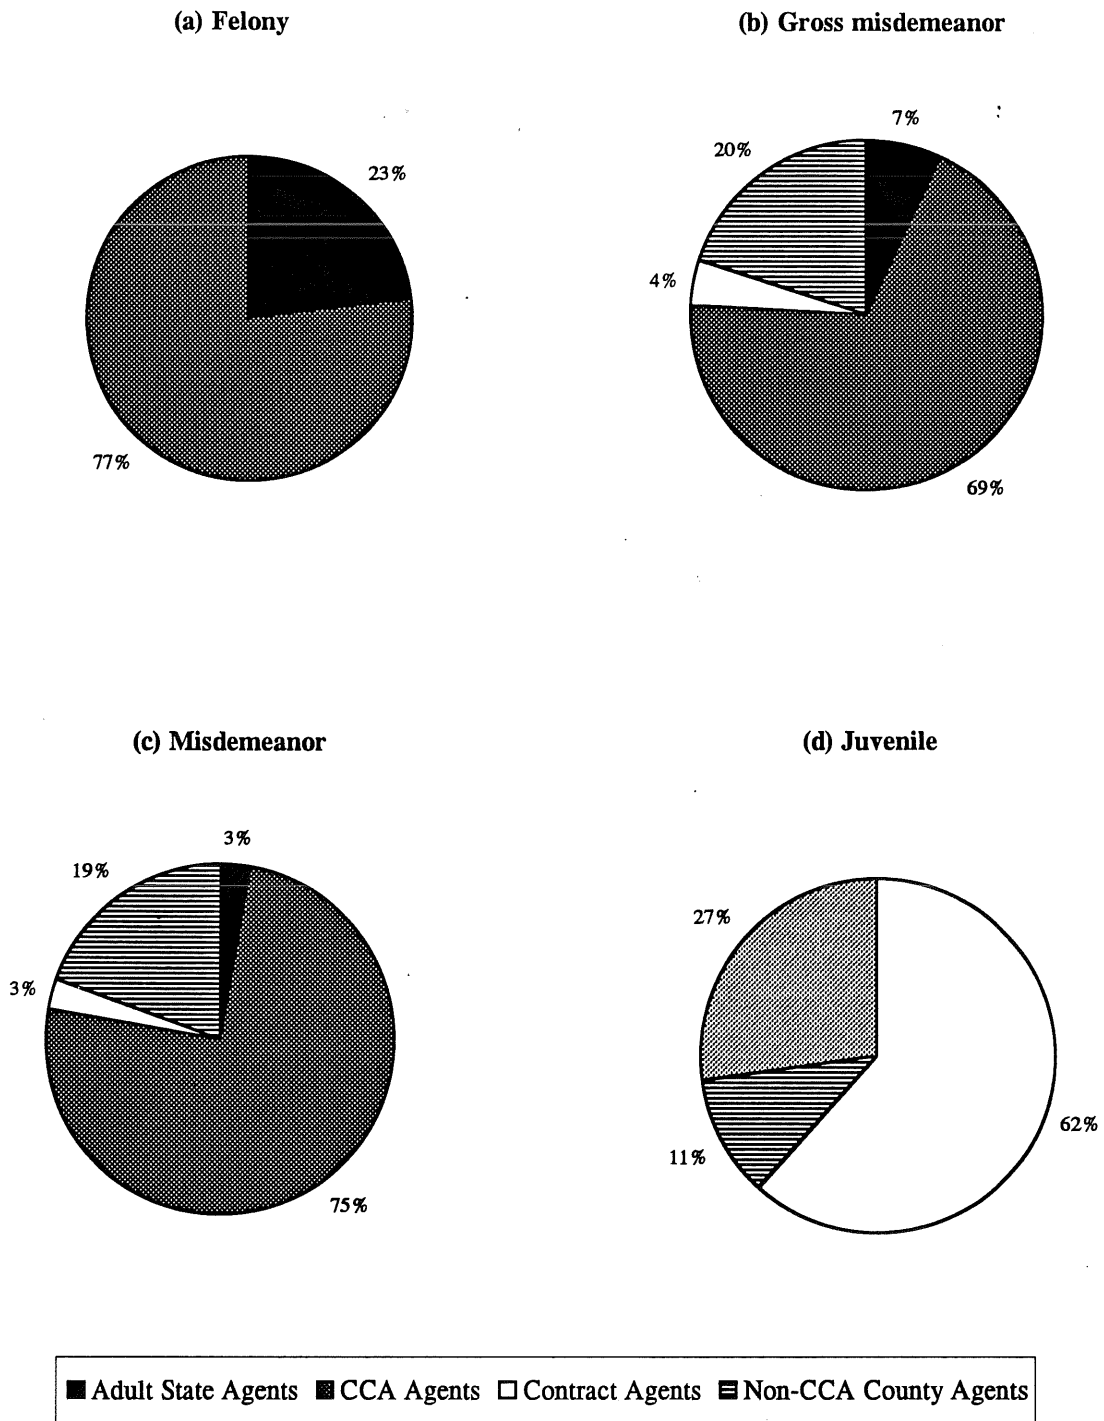 (a) Felony
(b) Gross misdemeanor
23%
77%
7%
20%
4%
69%
(c) Misdemeanor
(d) Juvenile
3%
19%
3%
75%
27%
11%
62%
Adult State Agents CCA Agents Contract Agents Non-CCA County Agents